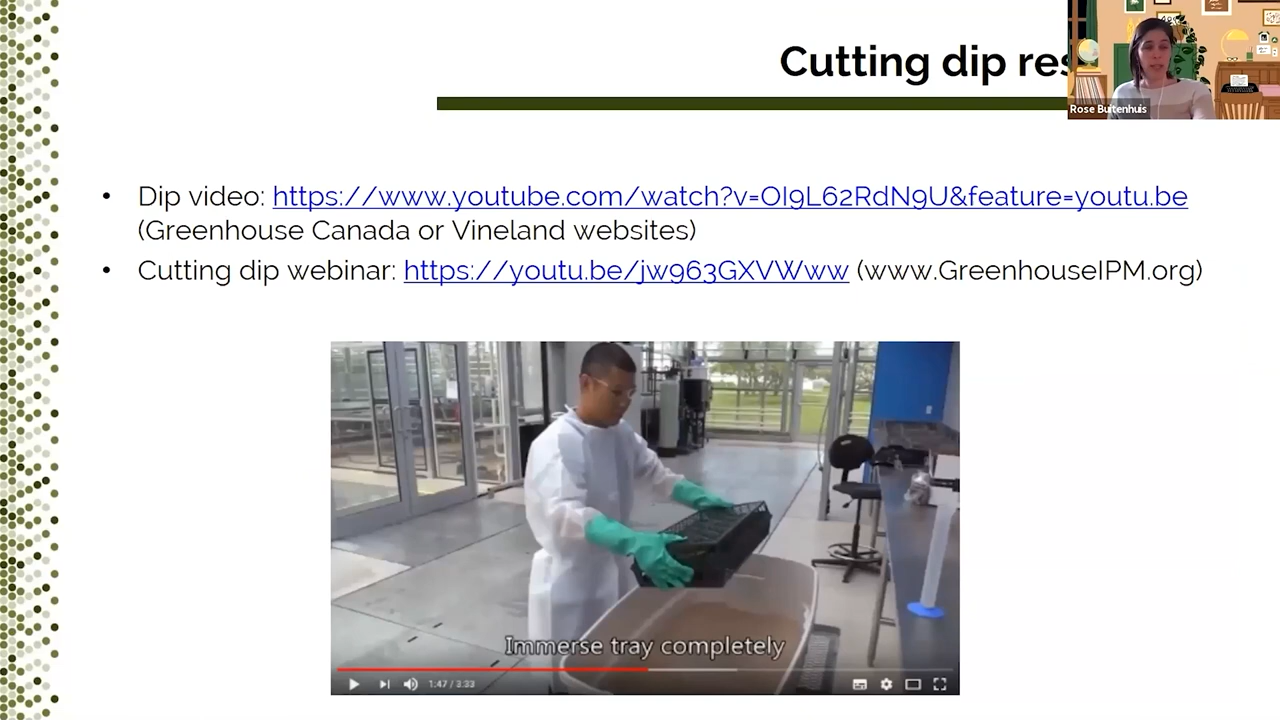 Cutting dip res
Rose Buitenhuis
• Dip video: https://www.youtube.com/watch?v=OI9L62RdN9U&feature=youtu.be
(Greenhouse Canada or Vineland websites)
• Cutting dip webinar: https://youtu.be/jw963GXVWww (www.GreenhouseIPM.org)
Immerse tray completely
1:47 / 3:33